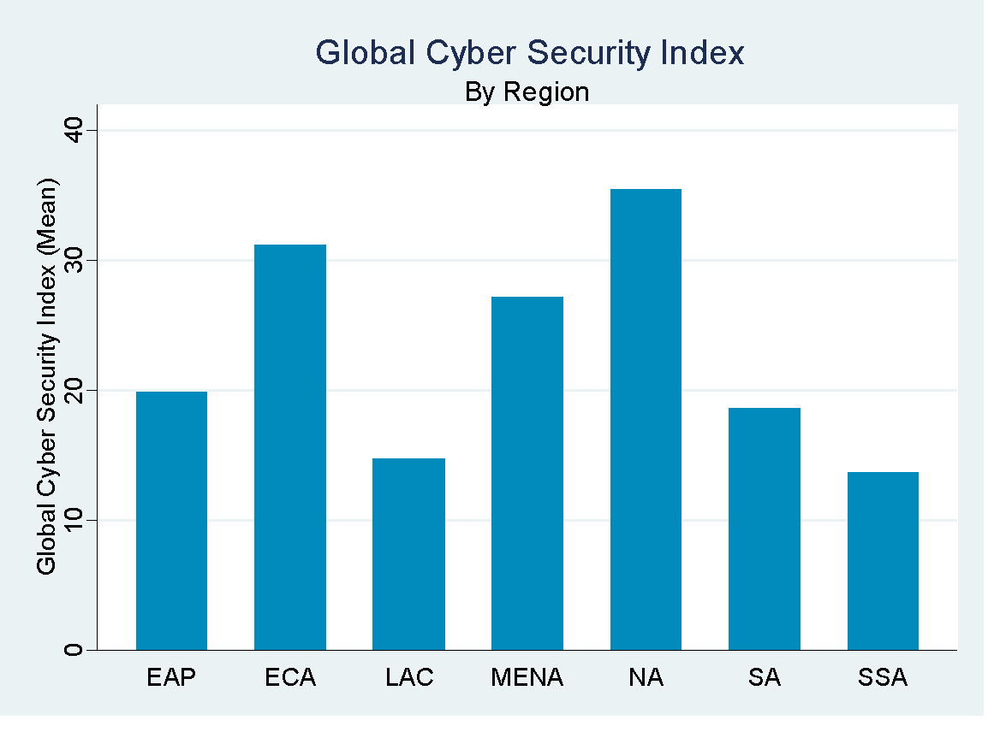 Global Cyber Security Index
By Region
Global Cyber Security Index (Mean)
40
30
20
10
0
EAP ECA LAC MENA NA SA SSA